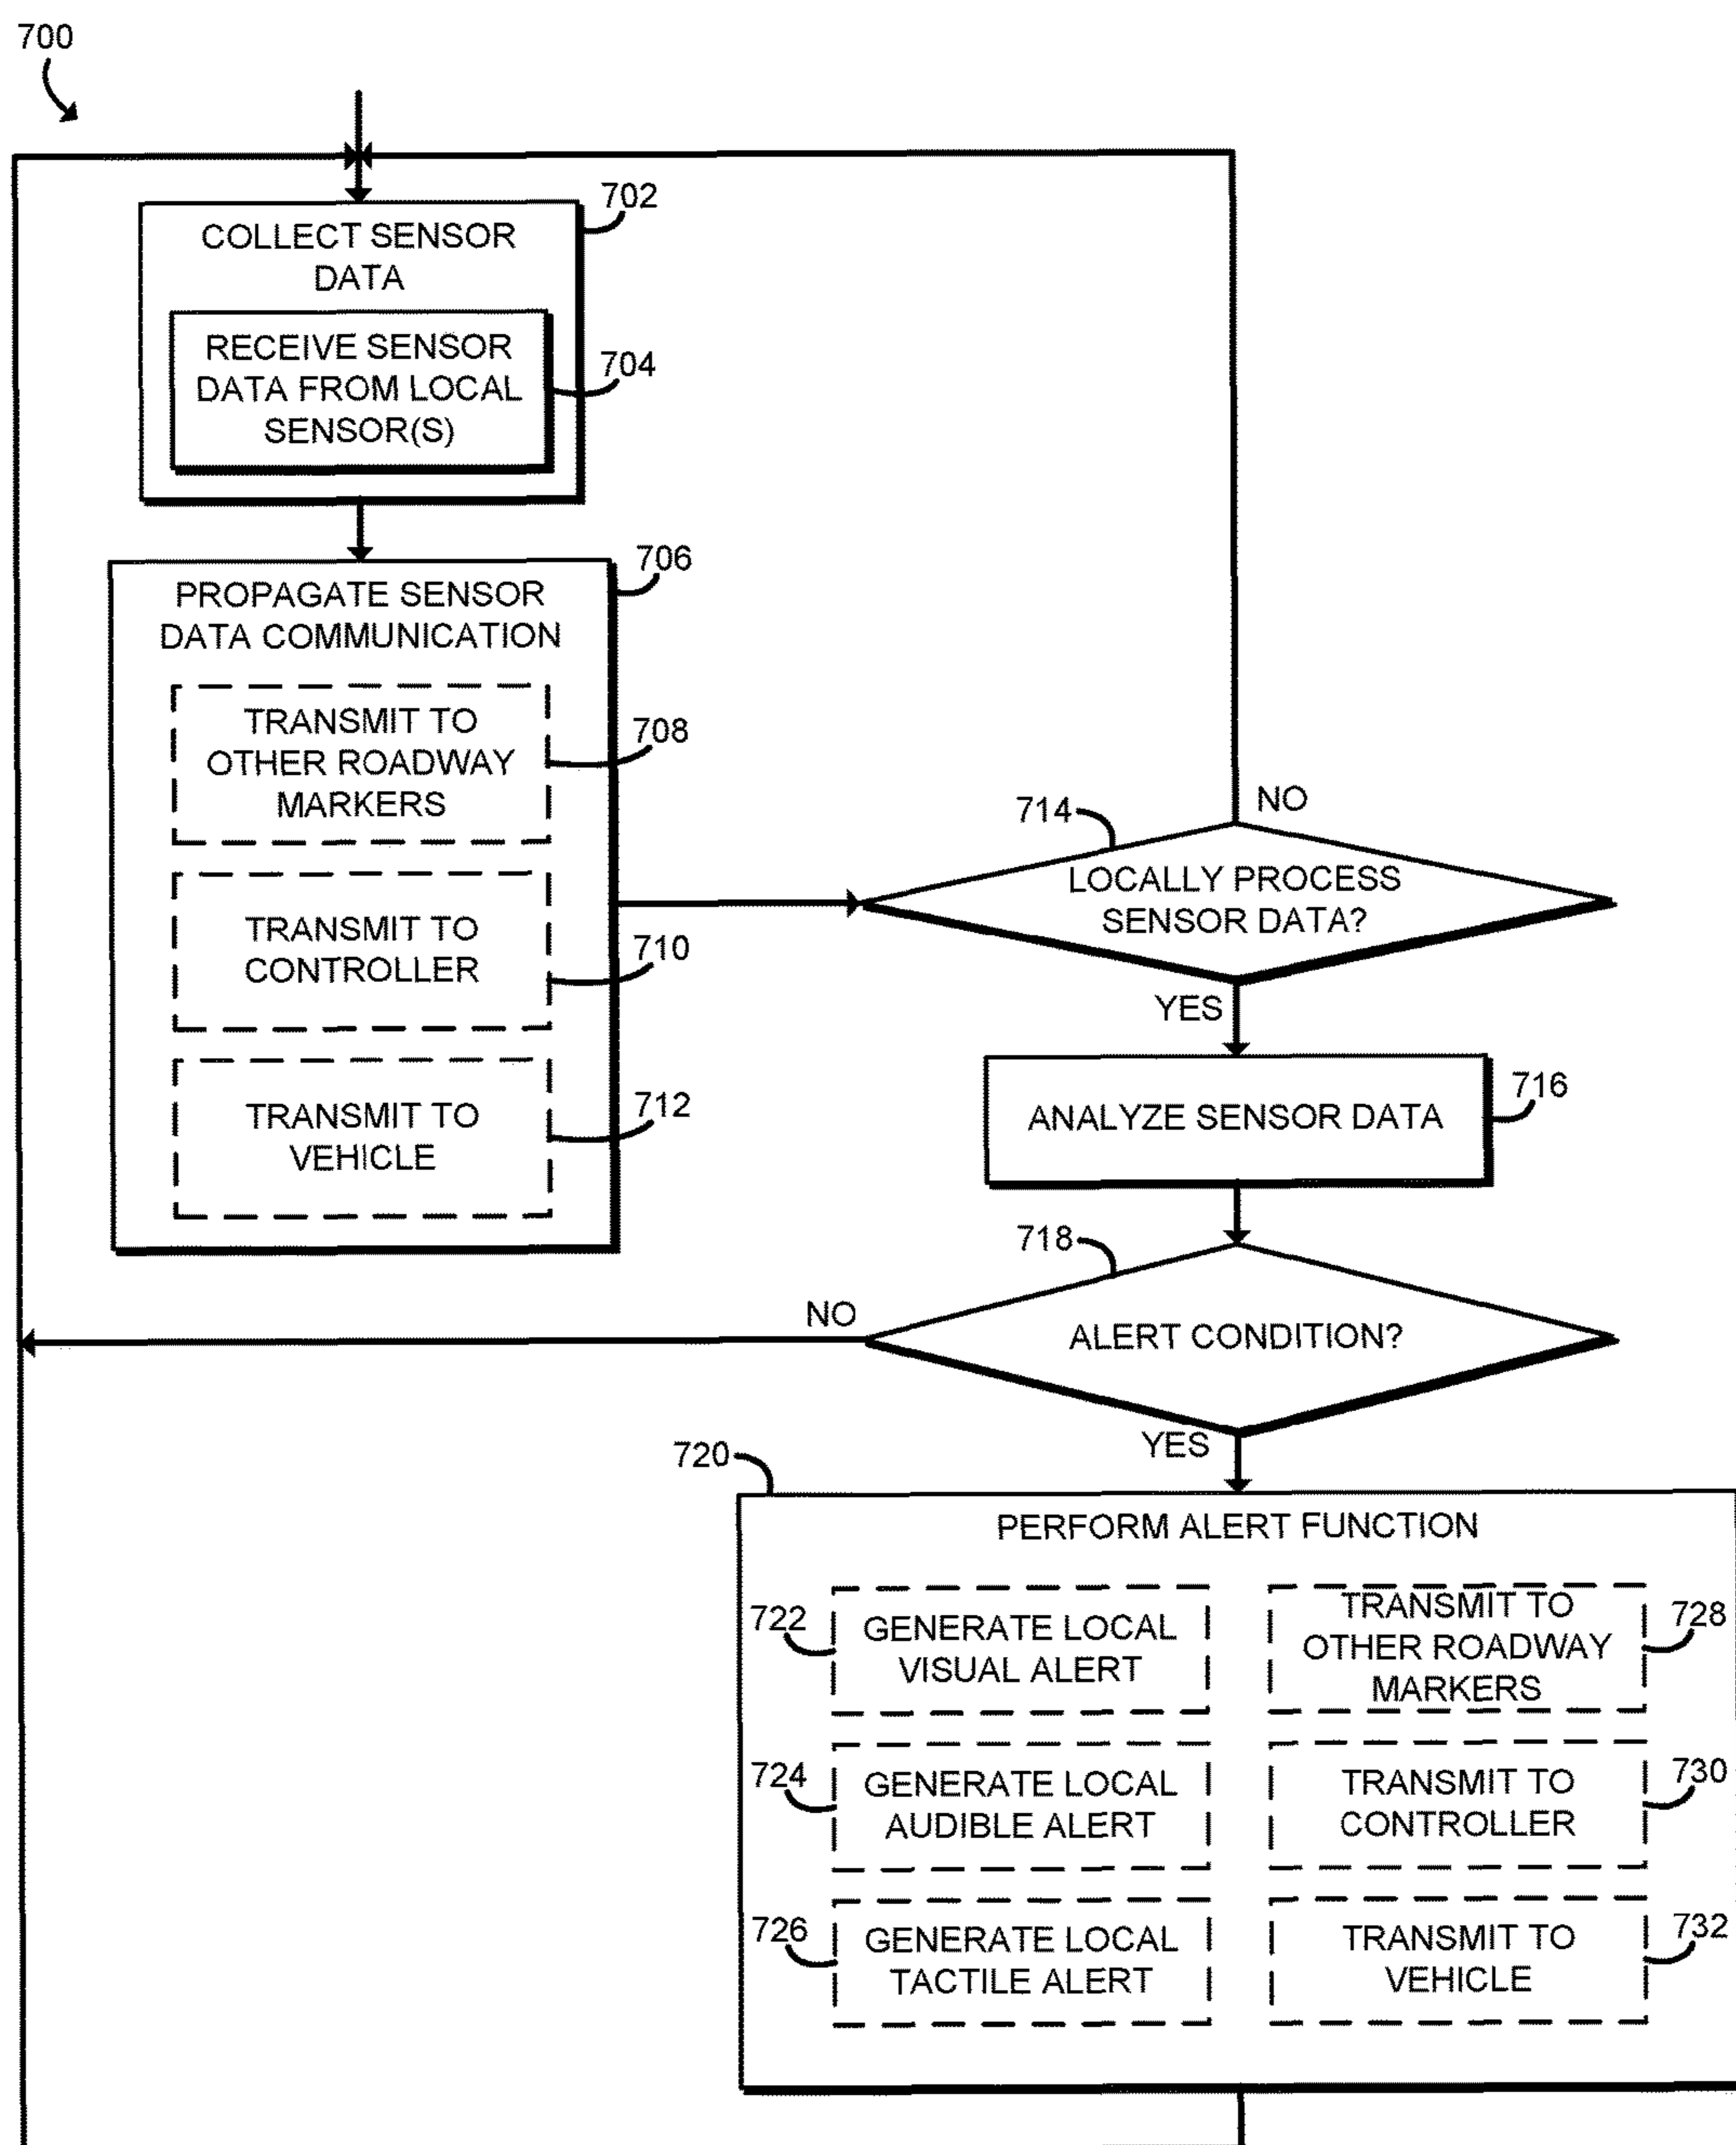 700
702
COLLECT SENSOR
DATA
RECEIVE SENSOR
DATA FROM LOCAL
SENSOR(S)
704
706
PROPAGATE SENSOR
DATA COMMUNICATION
TRANSMIT TO
OTHER ROADWAY
MARKERS
708
TRANSMIT TO
CONTROLLER
710
TRANSMIT TO
VEHICLE
712
714
NO
LOCALLY PROCESS
SENSOR DATA?
YES
716
ANALYZE SENSOR DATA
718
NO
ALERT CONDITION?
YES
720
PERFORM ALERT FUNCTION
722
GENERATE LOCAL
VISUAL ALERT
724
GENERATE LOCAL
AUDIBLE ALERT
726
GENERATE LOCAL
TACTILE ALERT
TRANSMIT TO
OTHER ROADWAY
MARKERS
728
TRANSMIT TO
CONTROLLER
730
TRANSMIT TO
VEHICLE
732